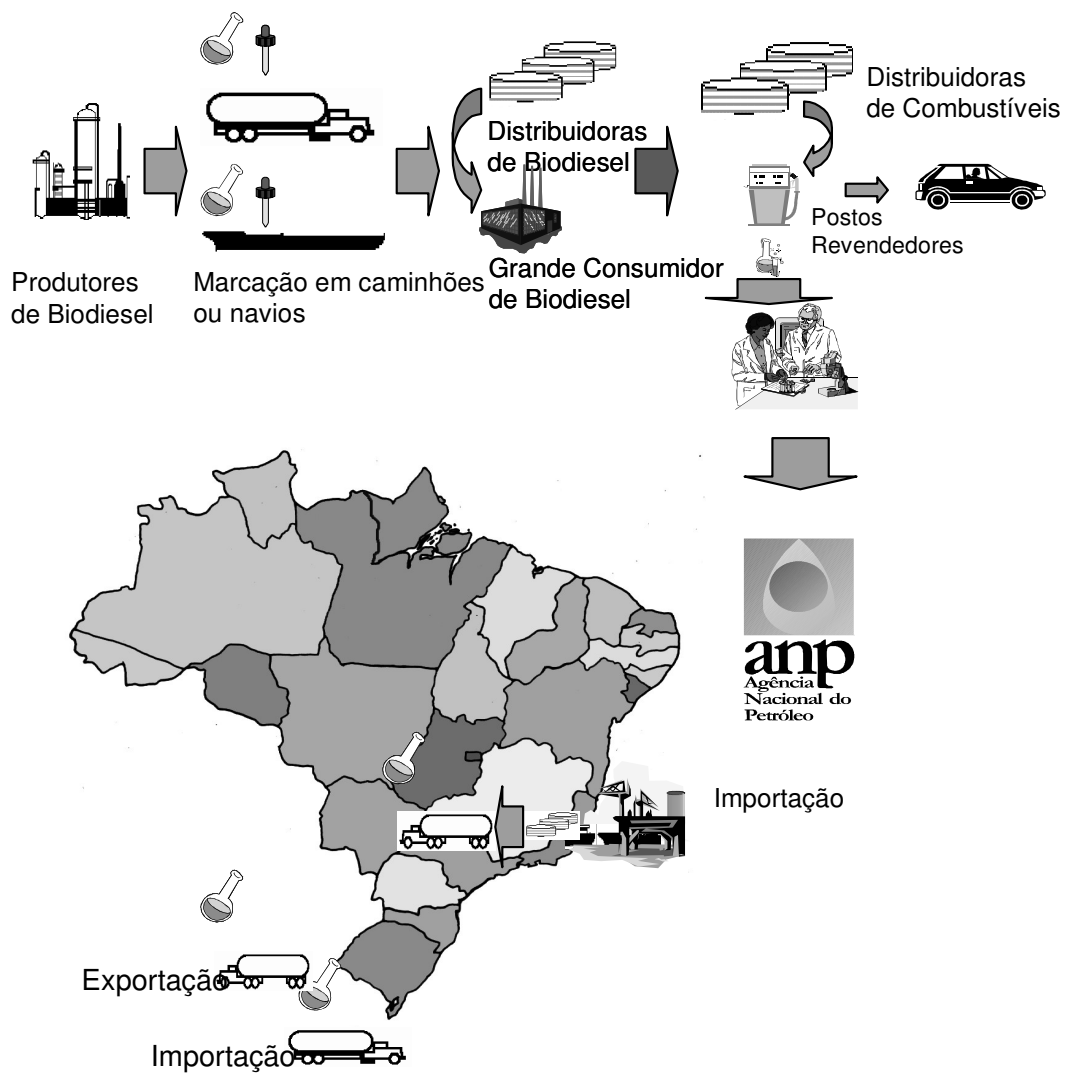 Distribuidoras
de Combustíveis
Distribuidoras
de Biodiesel
Postos
Revendedores
Produtores
de Biodiesel
Marcação em caminhões
ou navios
Grande Consumidor
de Biodiesel
anp
Agência
Nacional do
Petróleo
Importação
Exportação
Importação